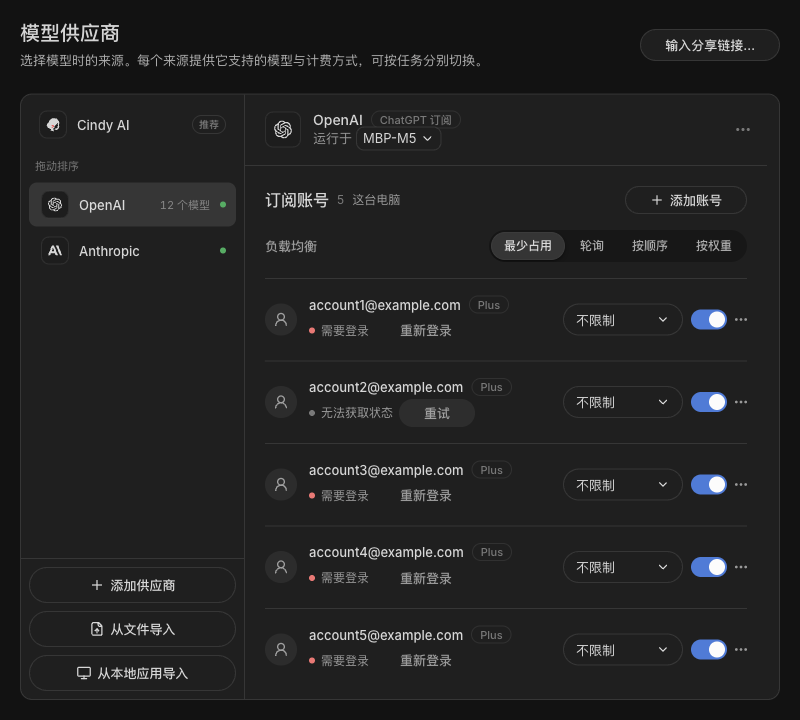 模型供应商
选择模型时的来源。每个来源提供它支持的模型与计费方式，可按任务分别切换。
输入分享链接...
Cindy AI 推荐
拖动排序
OpenAI 12 个模型
Anthropic
添加供应商
从文件导入
从本地应用导入
OpenAI ChatGPT 订阅
运行于 MBP-M5
订阅账号 5 这台电脑
添加账号
负载均衡 最少占用 轮询 按顺序 按权重
account1@example.com Plus
需要登录 重新登录
不限制
account2@example.com Plus
无法获取状态 重试
不限制
account3@example.com Plus
需要登录 重新登录
不限制
account4@example.com Plus
需要登录 重新登录
不限制
account5@example.com Plus
需要登录 重新登录
不限制